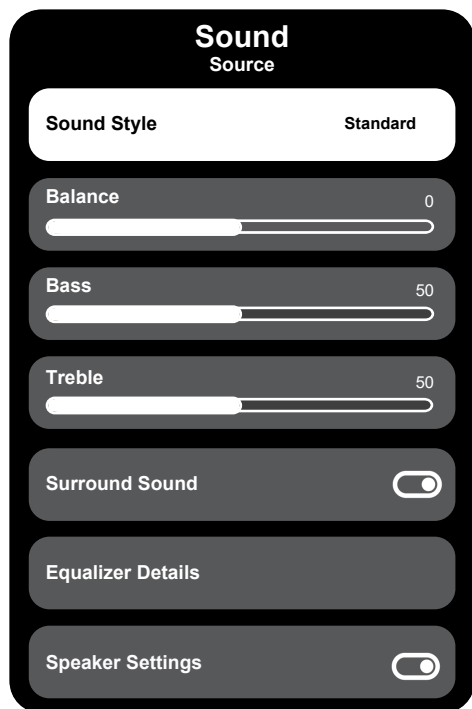 Sound
Source
Sound Style Standard
Balance 0
Bass 50
Treble 50
Surround Sound
Equalizer Details
Speaker Settings